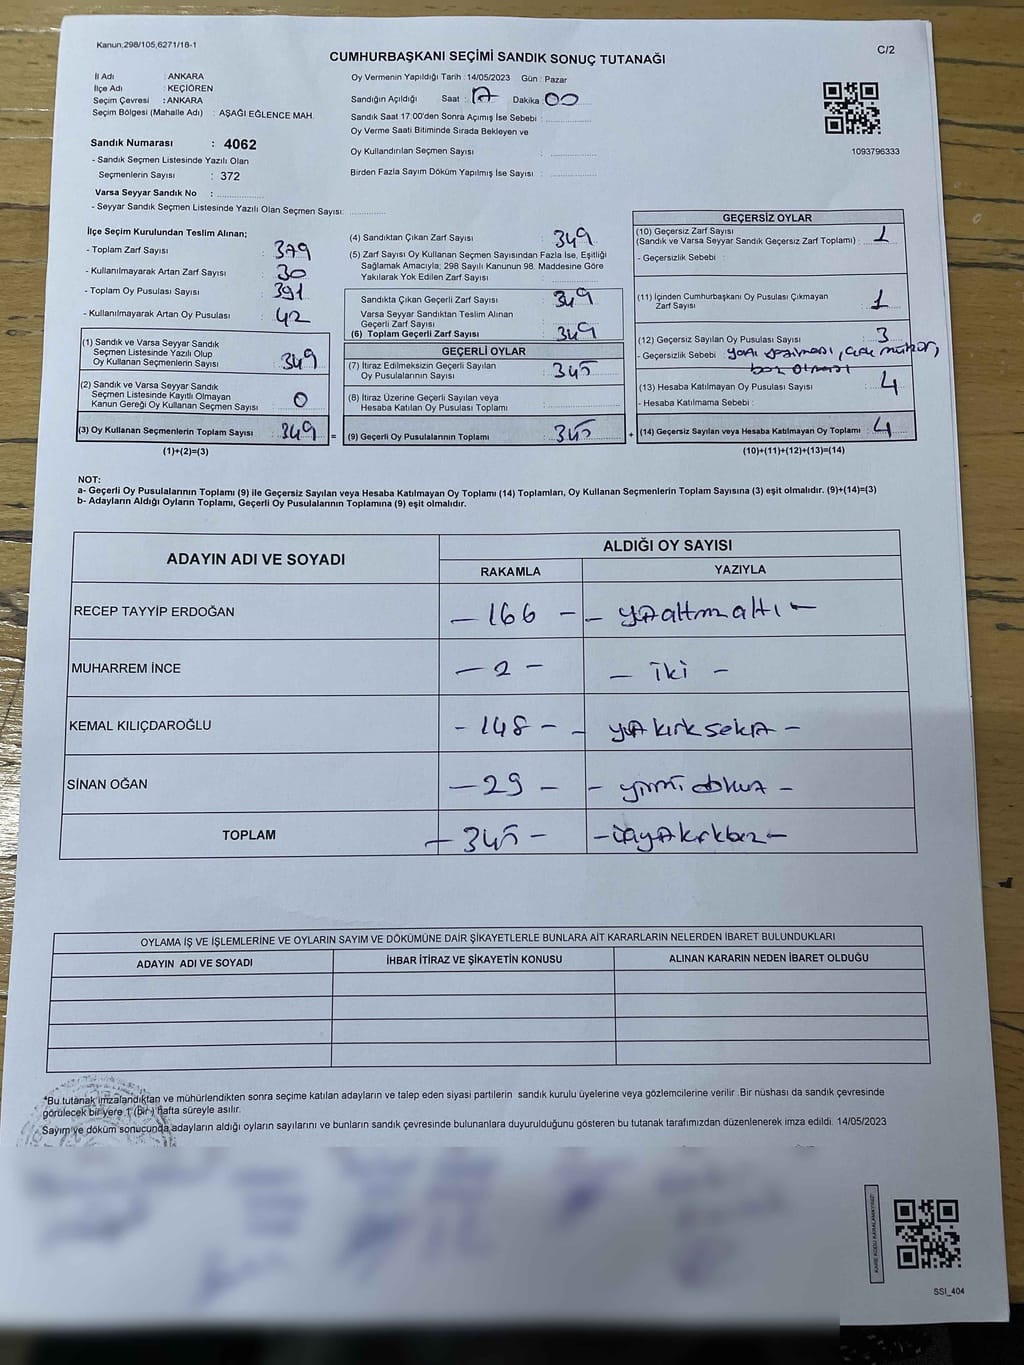 Kanun;298/105,6271/18-1
C/2
CUMHURBAŞKANI SEÇİMİ SANDIK SONUÇ TUTANAĞI
İl Adı : ANKARA
İlçe Adı : KEÇİÖREN
Seçim Çevresi : ANKARA
Seçim Bölgesi (Mahalle Adı) : AŞAĞI EĞLENCE MAH.
Sandık Numarası : 4062
- Sandık Seçmen Listesinde Yazılı Olan
Seçmenlerin Sayısı : 372
Varsa Seyyar Sandık No :
- Seyyar Sandık Seçmen Listesinde Yazılı Olan Seçmen Sayısı:
Oy Vermenin Yapıldığı Tarih : 14/05/2023 Gün : Pazar
Sandığın Açıldığı Saat : 17 Dakika : 00
Sandık Saat 17:00'den Sonra Açımış İse Sebebi :
Oy Verme Saati Bitiminde Sırada Bekleyen ve
Oy Kullandırılan Seçmen Sayısı :
Birden Fazla Sayım Döküm Yapılmış İse Sayısı :
1093796333
İlçe Seçim Kurulundan Teslim Alınan;
- Toplam Zarf Sayısı : 379
- Kullanılmayarak Artan Zarf Sayısı : 30
- Toplam Oy Pusulası Sayısı : 391
- Kullanılmayarak Artan Oy Pusulası : 42
(1) Sandık ve Varsa Seyyar Sandık
Seçmen Listesinde Yazılı Olup
Oy Kullanan Seçmenlerin Sayısı : 349
(2) Sandık ve Varsa Seyyar Sandık
Seçmen Listesinde Kayıtlı Olmayan
Kanun Gereği Oy Kullanan Seçmen Sayısı : 0
(3) Oy Kullanan Seçmenlerin Toplam Sayısı : 349
(1)+(2)=(3)
=
(4) Sandıktan Çıkan Zarf Sayısı : 349
(5) Zarf Sayısı Oy Kullanan Seçmen Sayısından Fazla İse, Eşitliği
Sağlamak Amacıyla; 298 Sayılı Kanunun 98. Maddesine Göre
Yakılarak Yok Edilen Zarf Sayısı :
Sandıkta Çıkan Geçerli Zarf Sayısı : 349
Varsa Seyyar Sandıktan Teslim Alınan
Geçerli Zarf Sayısı :
(6) Toplam Geçerli Zarf Sayısı : 349
GEÇERLİ OYLAR
(7) İtiraz Edilmeksizin Geçerli Sayılan
Oy Pusulalarının Sayısı : 345
(8) İtiraz Üzerine Geçerli Sayılan veya
Hesaba Katılan Oy Pusulası Toplamı :
(9) Geçerli Oy Pusulalarının Toplamı : 345
+
GEÇERSİZ OYLAR
(10) Geçersiz Zarf Sayısı
(Sandık ve Varsa Seyyar Sandık Geçersiz Zarf Toplamı) : 1
- Geçersizlik Sebebi :
(11) İçinden Cumhurbaşkanı Oy Pusulası Çıkmayan
Zarf Sayısı : 1
(12) Geçersiz Sayılan Oy Pusulası Sayısı : 3
- Geçersizlik Sebebi : yazı yazılması, mühür,
boz olması
(13) Hesaba Katılmayan Oy Pusulası Sayısı : 4
- Hesaba Katılmama Sebebi :
(14) Geçersiz Sayılan veya Hesaba Katılmayan Oy Toplamı : 4
(10)+(11)+(12)+(13)=(14)
NOT:
a- Geçerli Oy Pusulalarının Toplamı (9) ile Geçersiz Sayılan veya Hesaba Katılmayan Oy Toplamı (14) Toplamları, Oy Kullanan Seçmenlerin Toplam Sayısına (3) eşit olmalıdır. (9)+(14)=(3)
b- Adayların Aldığı Oyların Toplamı, Geçerli Oy Pusulalarının Toplamına (9) eşit olmalıdır.
ADAYIN ADI VE SOYADI ALDIĞI OY SAYISI
RAKAMLA YAZIYLA
RECEP TAYYİP ERDOĞAN - 166 - - yüzaltmışaltı -
MUHARREM İNCE - 2 - - iki -
KEMAL KILIÇDAROĞLU - 148 - - yüz kırk sekiz -
SİNAN OĞAN - 29 - - yirmi dokuz -
TOPLAM - 345 - - üçyüzkırkbeş -
OYLAMA İŞ VE İŞLEMLERİNE VE OYLARIN SAYIM VE DÖKÜMÜNE DAİR ŞİKAYETLERLE BUNLARA AİT KARARLARIN NELERDEN İBARET BULUNDUKLARI
ADAYIN ADI VE SOYADI İHBAR İTİRAZ VE ŞİKAYETİN KONUSU ALINAN KARARIN NEDEN İBARET OLDUĞU
*Bu tutanak imzalandıktan ve mühürlendikten sonra seçime katılan adayların ve talep eden siyasi partilerin sandık kurulu üyelerine veya gözlemcilerine verilir. Bir nüshası da sandık çevresinde
görülecek bir yere 1 (Bir ) hafta süreyle asılır.
Sayım ve döküm sonucunda adayların aldığı oyların sayılarını ve bunların sandık çevresinde bulunanlara duyurulduğunu gösteren bu tutanak tarafımızdan düzenlenerek imza edildi. 14/05/2023
KARE KODU KARALAMAYINIZ!
SSI_404